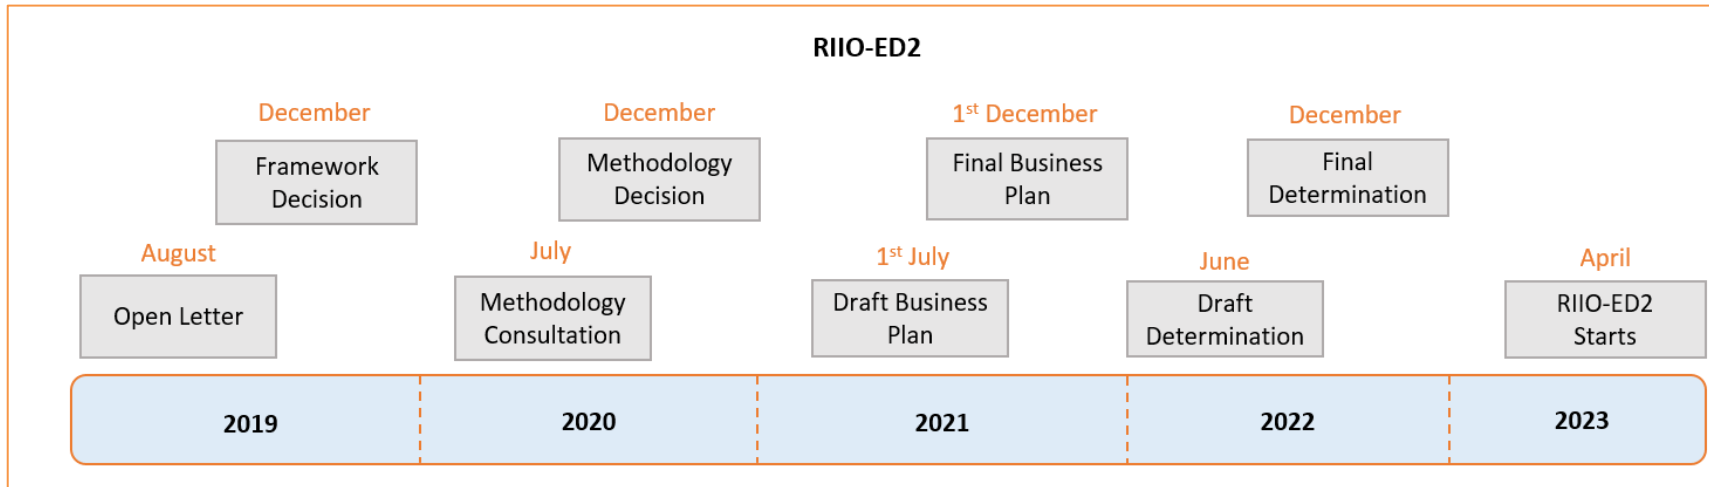 RIIO-ED2
December
December
1st December
December
Framework
Decision
Methodology
Decision
Final Business
Plan
Final
Determination
August
July
1st July
June
April
Open Letter
Methodology
Consultation
Draft Business
Plan
Draft
Determination
RIIO-ED2
Starts
2019
2020
2021
2022
2023